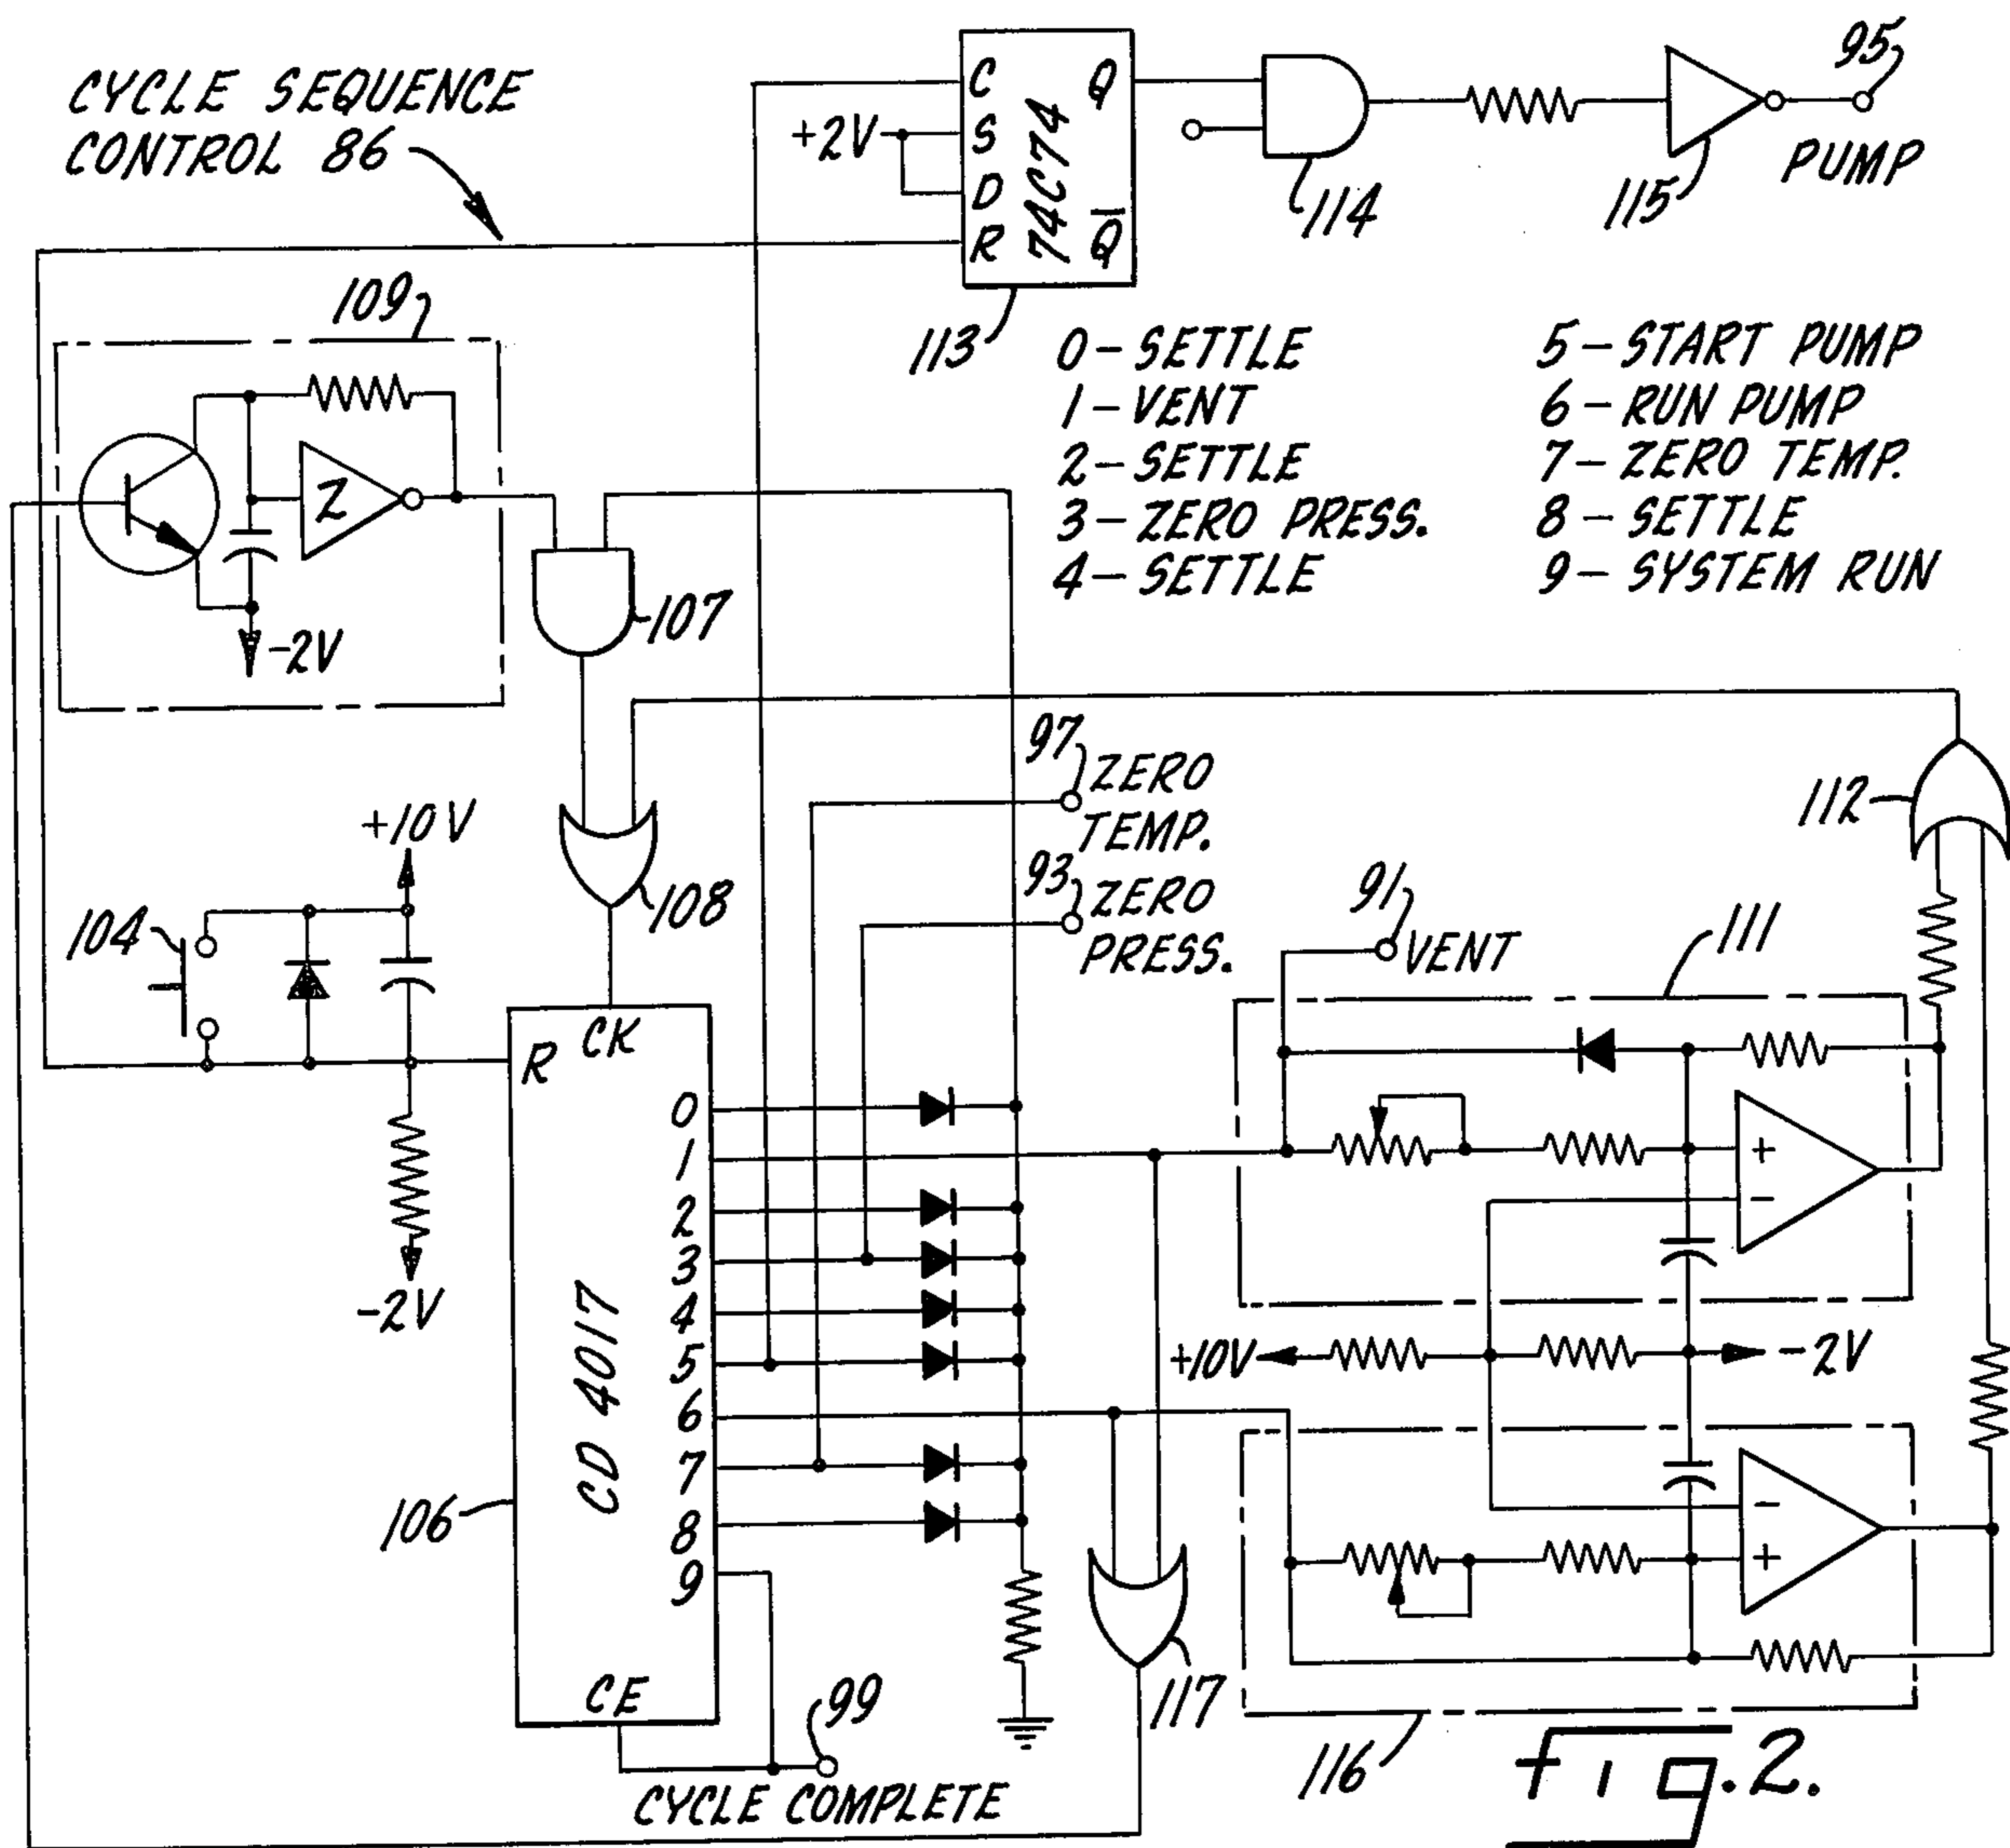 CYCLE SEQUENCE
CONTROL 86
C
S
D
R
Q
Q̅
74C74
+2V
113
114
115
95
PUMP
0 - SETTLE
1 - VENT
2 - SETTLE
3 - ZERO PRESS.
4 - SETTLE
5 - START PUMP
6 - RUN PUMP
7 - ZERO TEMP.
8 - SETTLE
9 - SYSTEM RUN
109
Z
-2V
107
108
97
ZERO
TEMP.
93
ZERO
PRESS.
91
VENT
111
112
104
+10V
-2V
R
CK
0
1
2
3
4
5
6
7
8
9
CD 4017
CE
106
+
-
+10V
-2V
-
+
117
116
99
CYCLE COMPLETE
fig.2.